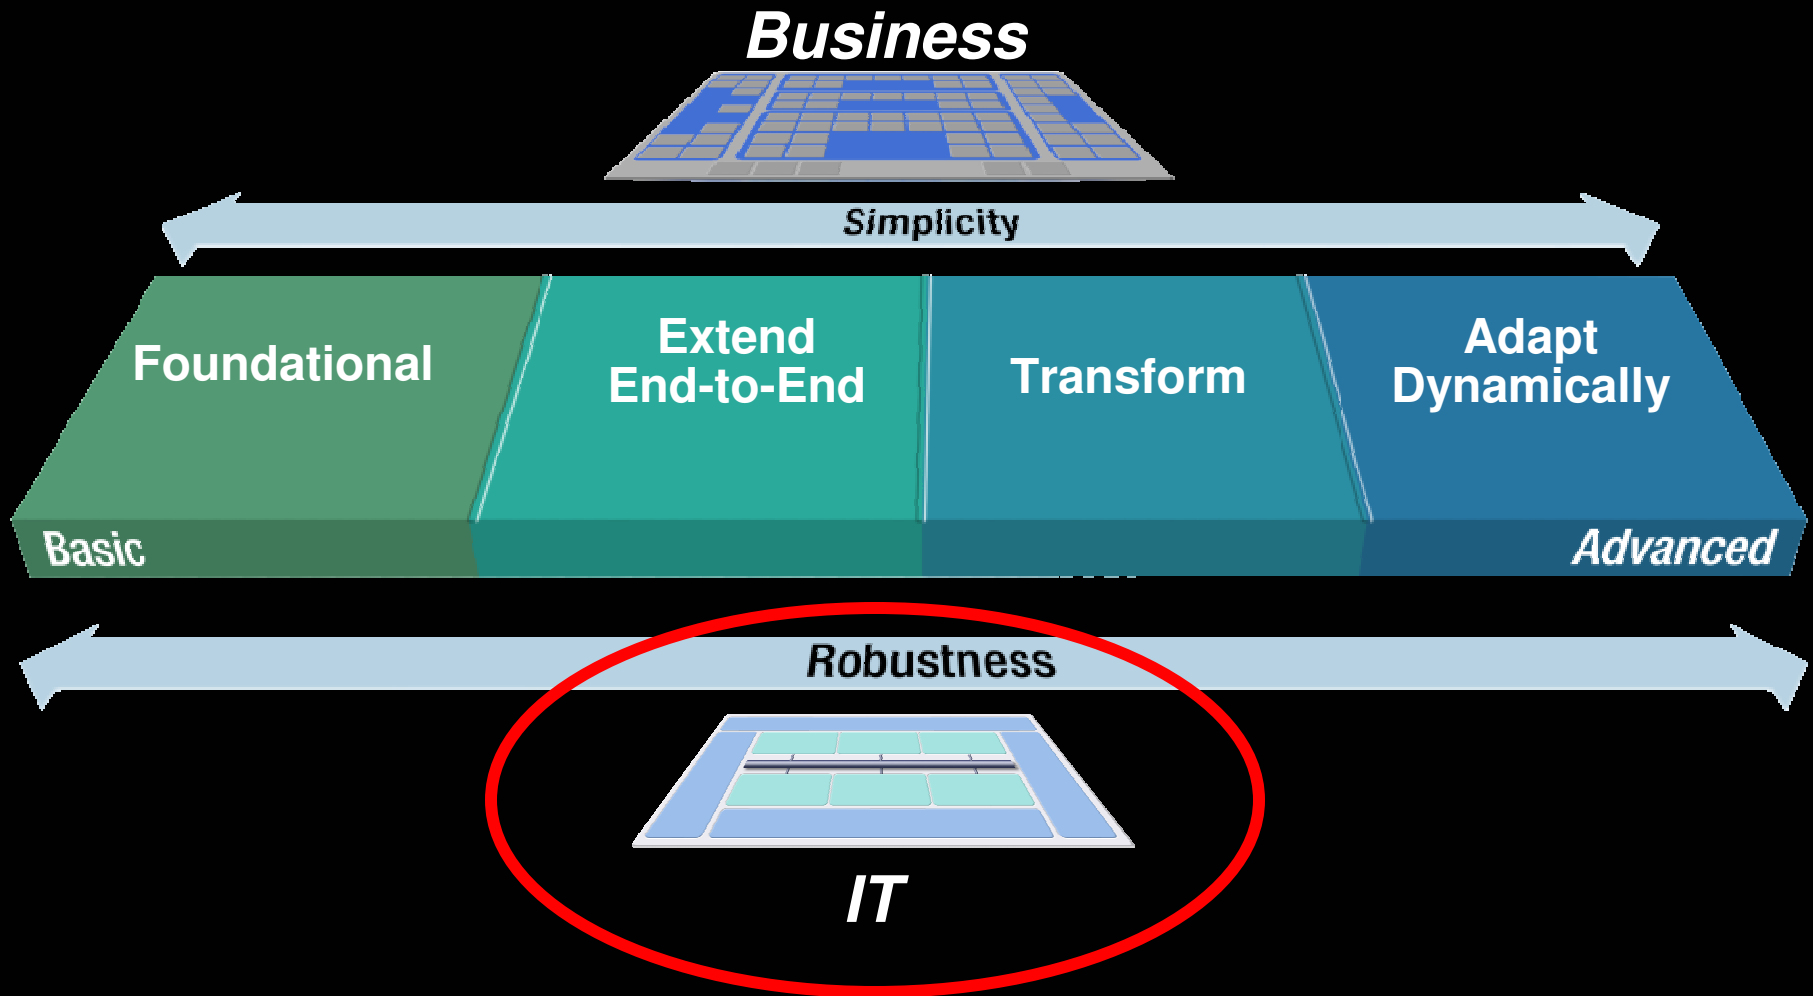 Business
Simplicity
Foundational
Extend
End-to-End
Transform
Adapt
Dynamically
Basic
Advanced
Robustness
IT